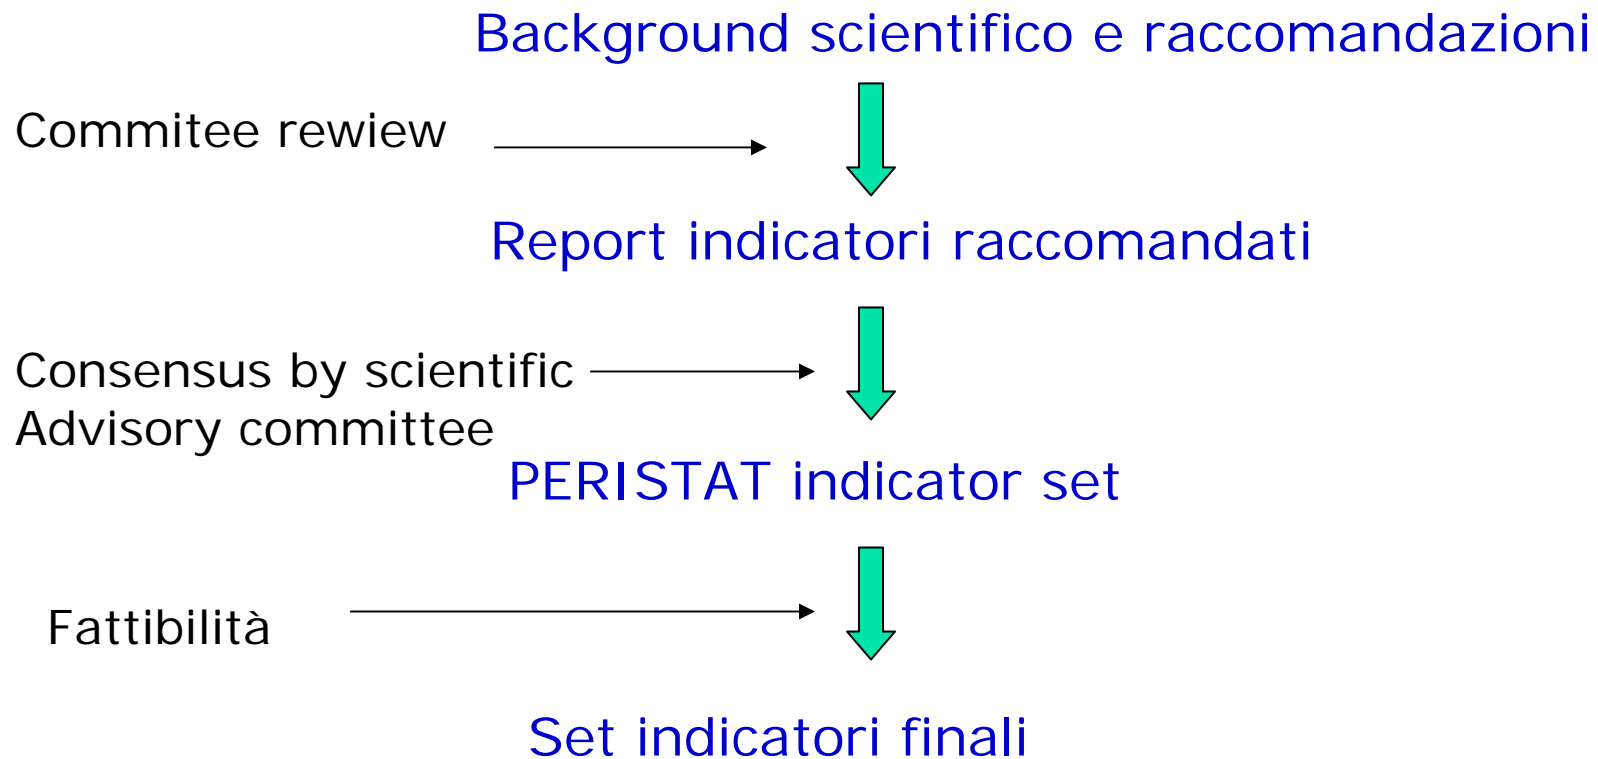 Background scientifico e raccomandazioni
Commitee rewiew
Report indicatori raccomandati
Consensus by scientific
Advisory committee
PERISTAT indicator set
Fattibilità
Set indicatori finali